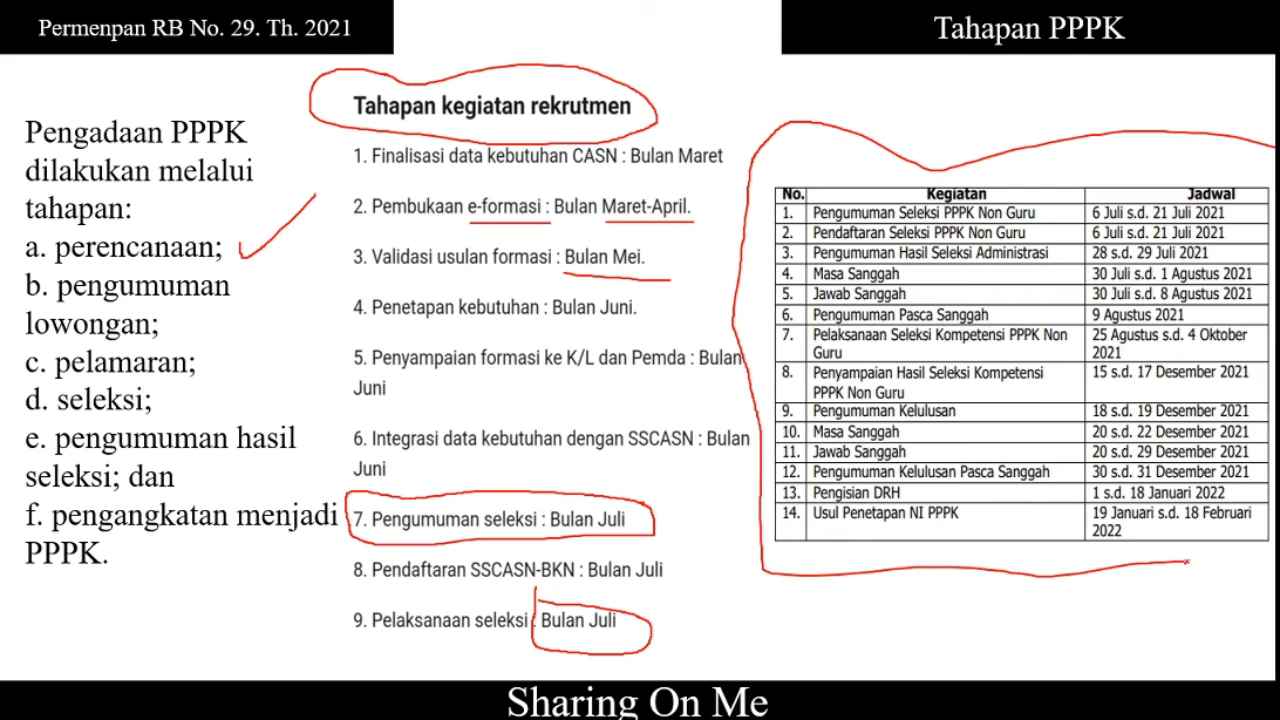 Permenpan RB No. 29. Th. 2021
Tahapan PPPK
Pengadaan PPPK
dilakukan melalui
tahapan:
a. perencanaan;
b. pengumuman
lowongan;
c. pelamaran;
d. seleksi;
e. pengumuman hasil
seleksi; dan
f. pengangkatan menjadi
PPPK.
Tahapan kegiatan rekrutmen
1. Finalisasi data kebutuhan CASN : Bulan Maret
2. Pembukaan e-formasi : Bulan Maret-April.
3. Validasi usulan formasi : Bulan Mei.
4. Penetapan kebutuhan : Bulan Juni.
5. Penyampaian formasi ke K/L dan Pemda : Bulan
Juni
6. Integrasi data kebutuhan dengan SSCASN : Bulan
Juni
7. Pengumuman seleksi : Bulan Juli
8. Pendaftaran SSCASN-BKN : Bulan Juli
9. Pelaksanaan seleksi : Bulan Juli
No. Kegiatan Jadwal
1. Pengumuman Seleksi PPPK Non Guru 6 Juli s.d. 21 Juli 2021
2. Pendaftaran Seleksi PPPK Non Guru 6 Juli s.d. 21 Juli 2021
3. Pengumuman Hasil Seleksi Administrasi 28 s.d. 29 Juli 2021
4. Masa Sanggah 30 Juli s.d. 1 Agustus 2021
5. Jawab Sanggah 30 Juli s.d. 8 Agustus 2021
6. Pengumuman Pasca Sanggah 9 Agustus 2021
7. Pelaksanaan Seleksi Kompetensi PPPK Non 25 Agustus s.d. 4 Oktober
Guru 2021
8. Penyampaian Hasil Seleksi Kompetensi 15 s.d. 17 Desember 2021
PPPK Non Guru
9. Pengumuman Kelulusan 18 s.d. 19 Desember 2021
10. Masa Sanggah 20 s.d. 22 Desember 2021
11. Jawab Sanggah 20 s.d. 29 Desember 2021
12. Pengumuman Kelulusan Pasca Sanggah 30 s.d. 31 Desember 2021
13. Pengisian DRH 1 s.d. 18 Januari 2022
14. Usul Penetapan NI PPPK 19 Januari s.d. 18 Februari
2022
Sharing On Me